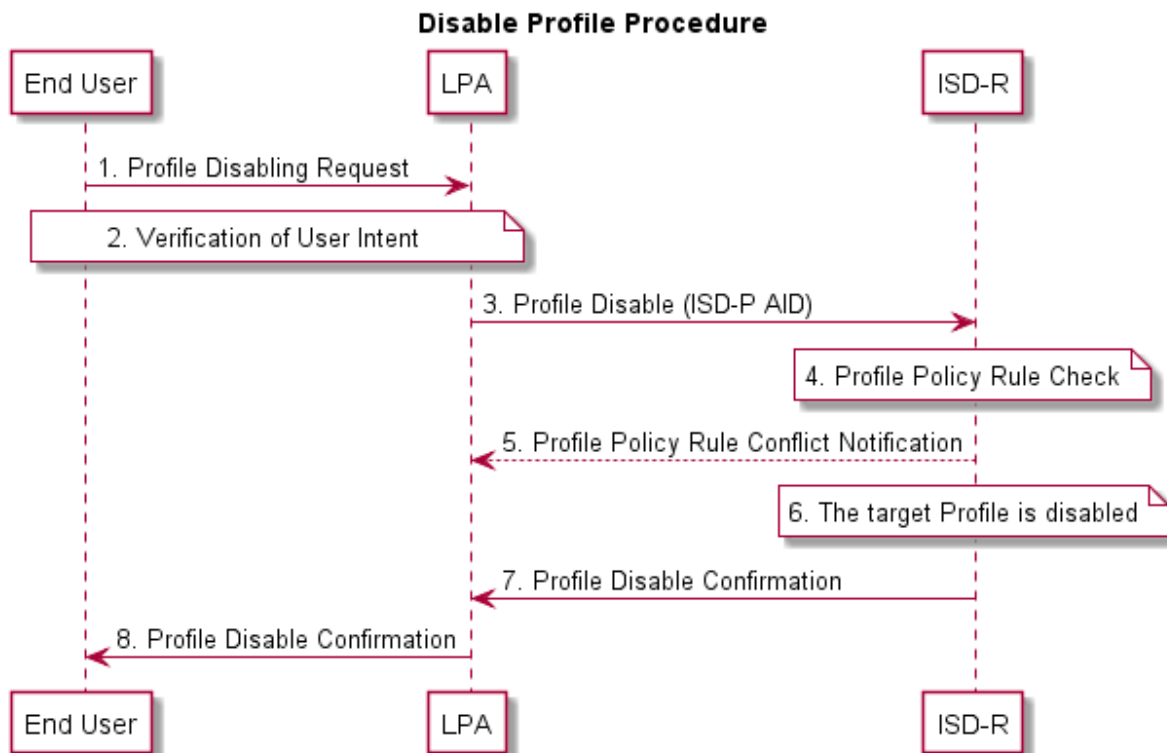 Disable Profile Procedure
End User
LPA
ISD-R
1. Profile Disabling Request
2. Verification of User Intent
3. Profile Disable (ISD-P AID)
4. Profile Policy Rule Check
5. Profile Policy Rule Conflict Notification
6. The target Profile is disabled
7. Profile Disable Confirmation
8. Profile Disable Confirmation
End User
LPA
ISD-R